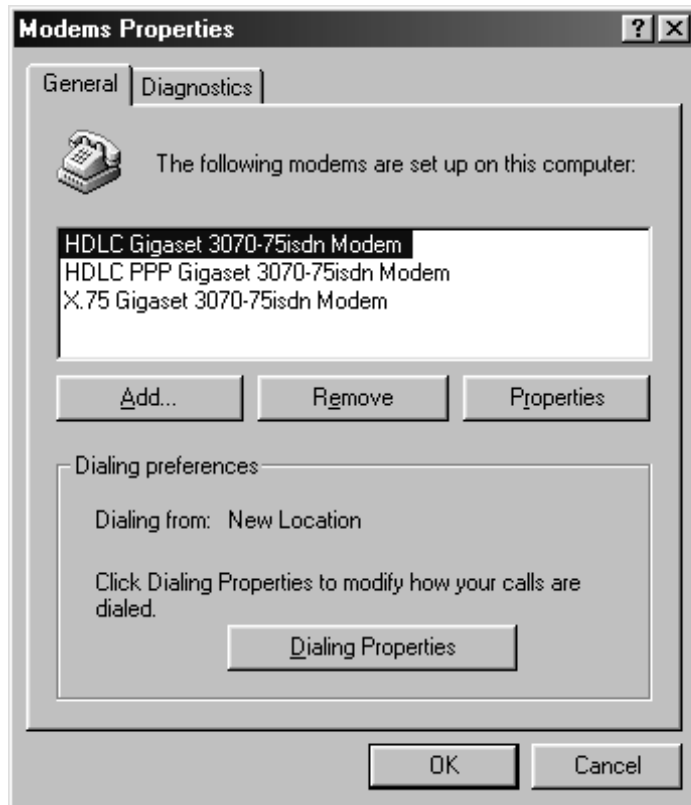 Modems Properties
General
Diagnostics
The following modems are set up on this computer:
HDLC Gigaset 3070-75isdn Modem
HDLC PPP Gigaset 3070-75isdn Modem
X.75 Gigaset 3070-75isdn Modem
Add...
Remove
Properties
Dialing preferences
Dialing from: New Location
Click Dialing Properties to modify how your calls are
dialed.
Dialing Properties
OK
Cancel